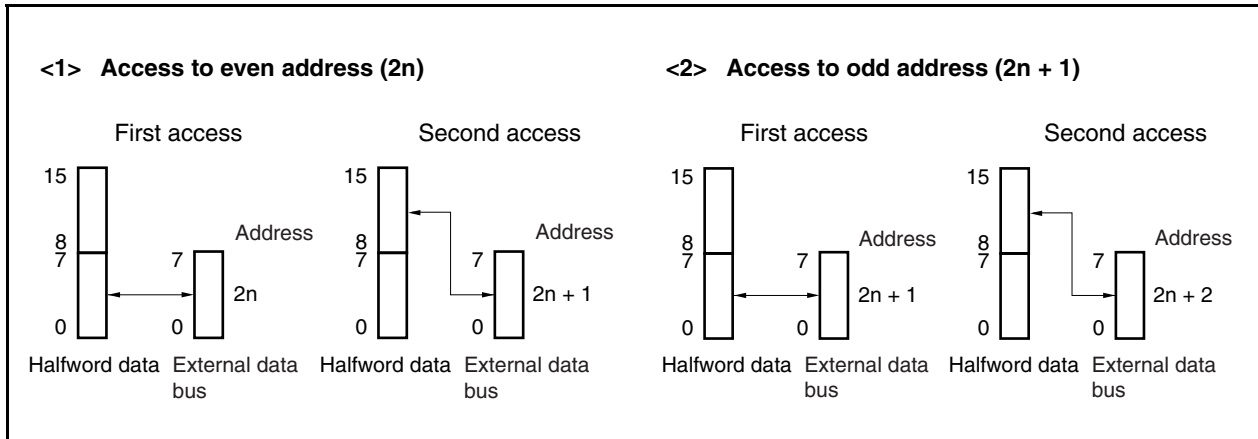 <1> Access to even address (2n)
First access
15
8
7
0
Address
7
2n
0
Halfword data
External data
bus
Second access
15
8
7
0
Address
7
2n + 1
0
Halfword data
External data
bus
<2> Access to odd address (2n + 1)
First access
15
8
7
0
Address
7
2n + 1
0
Halfword data
External data
bus
Second access
15
8
7
0
Address
7
2n + 2
0
Halfword data
External data
bus